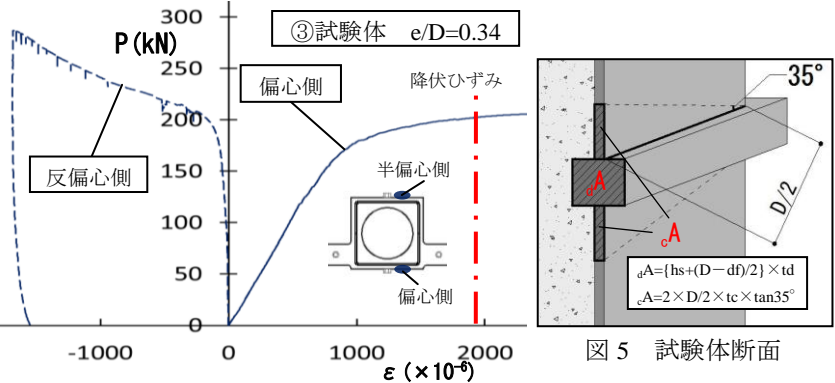 P(kN)
③試験体 e/D=0.34
300
250
200
150
100
50
0
偏心側
反偏心側
降伏ひずみ
半偏心側
偏心側
-1000
0
1000
2000
ε (×10⁻⁶)
35°
dA
cA
D/2
dA={hs+(D−df)/2}×td
cA=2×D/2×tc×tan35°
図 5 試験体断面